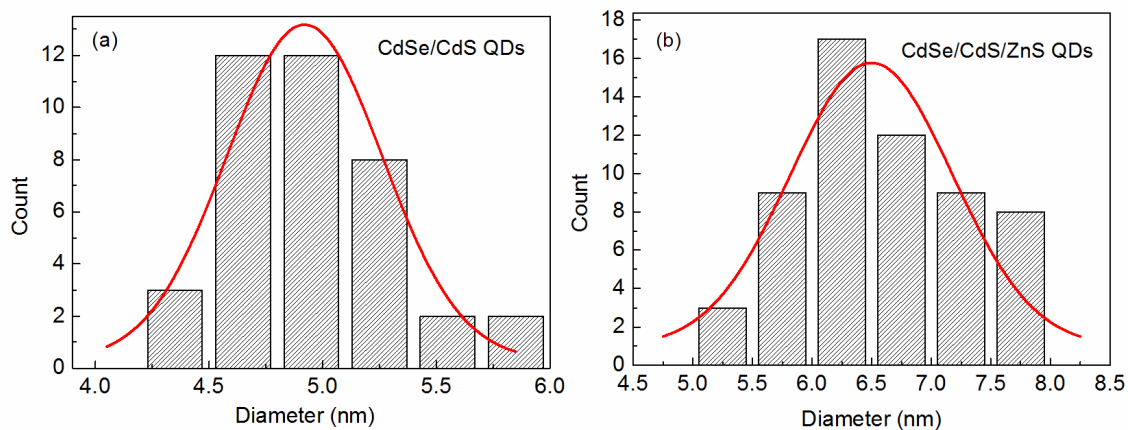 (a)
CdSe/CdS QDs
12
10
8
6
4
2
0
Count
4.0 4.5 5.0 5.5 6.0
Diameter (nm)
(b)
CdSe/CdS/ZnS QDs
18
16
14
12
10
8
6
4
2
0
Count
4.5 5.0 5.5 6.0 6.5 7.0 7.5 8.0 8.5
Diameter (nm)